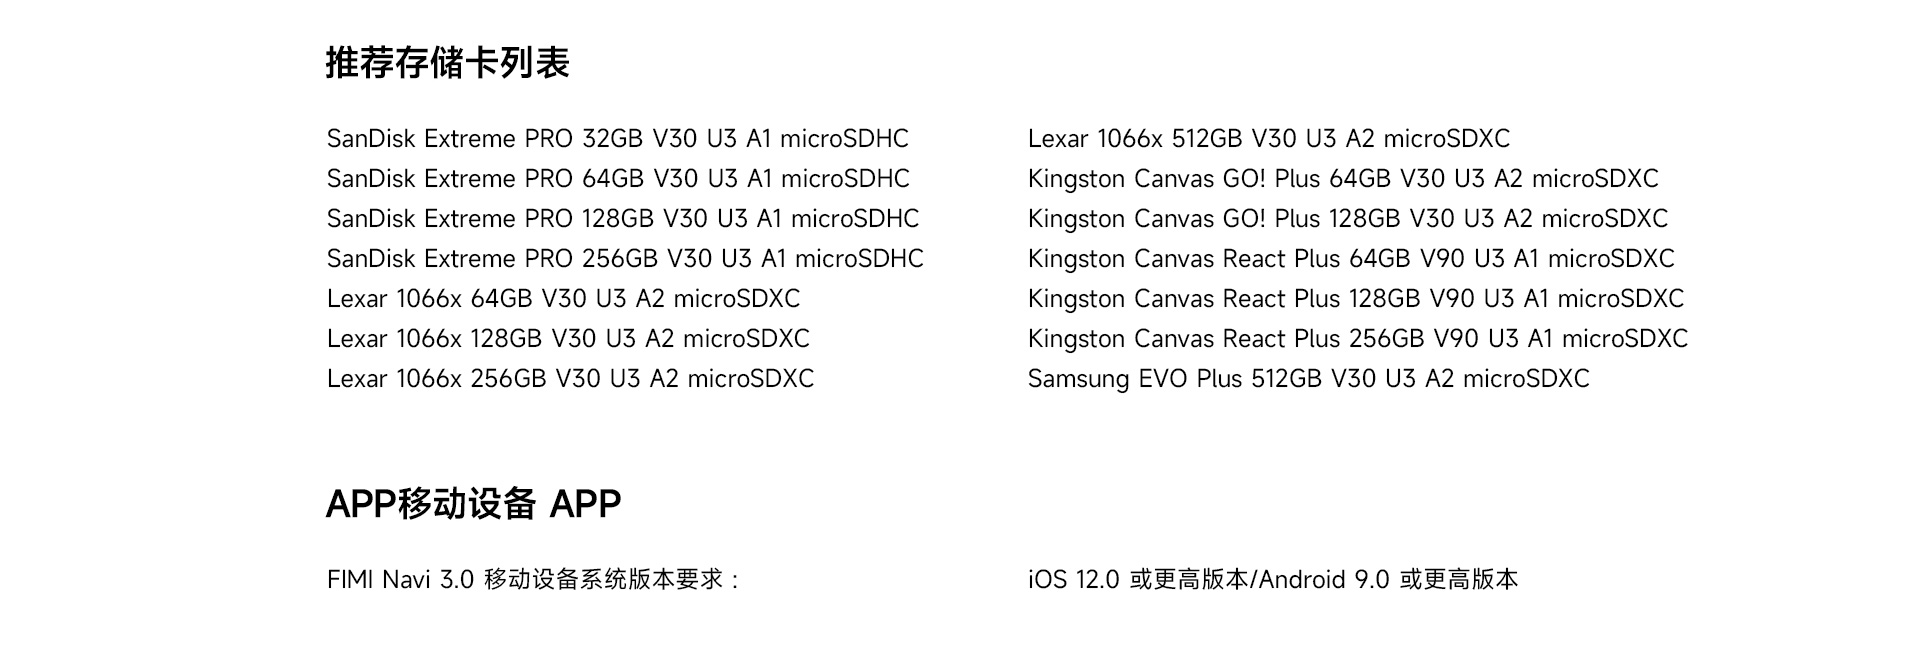 推荐存储卡列表
SanDisk Extreme PRO 32GB V30 U3 A1 microSDHC
SanDisk Extreme PRO 64GB V30 U3 A1 microSDHC
SanDisk Extreme PRO 128GB V30 U3 A1 microSDHC
SanDisk Extreme PRO 256GB V30 U3 A1 microSDHC
Lexar 1066x 64GB V30 U3 A2 microSDXC
Lexar 1066x 128GB V30 U3 A2 microSDXC
Lexar 1066x 256GB V30 U3 A2 microSDXC
Lexar 1066x 512GB V30 U3 A2 microSDXC
Kingston Canvas GO! Plus 64GB V30 U3 A2 microSDXC
Kingston Canvas GO! Plus 128GB V30 U3 A2 microSDXC
Kingston Canvas React Plus 64GB V90 U3 A1 microSDXC
Kingston Canvas React Plus 128GB V90 U3 A1 microSDXC
Kingston Canvas React Plus 256GB V90 U3 A1 microSDXC
Samsung EVO Plus 512GB V30 U3 A2 microSDXC
APP移动设备 APP
FIMI Navi 3.0 移动设备系统版本要求：
iOS 12.0 或更高版本/Android 9.0 或更高版本